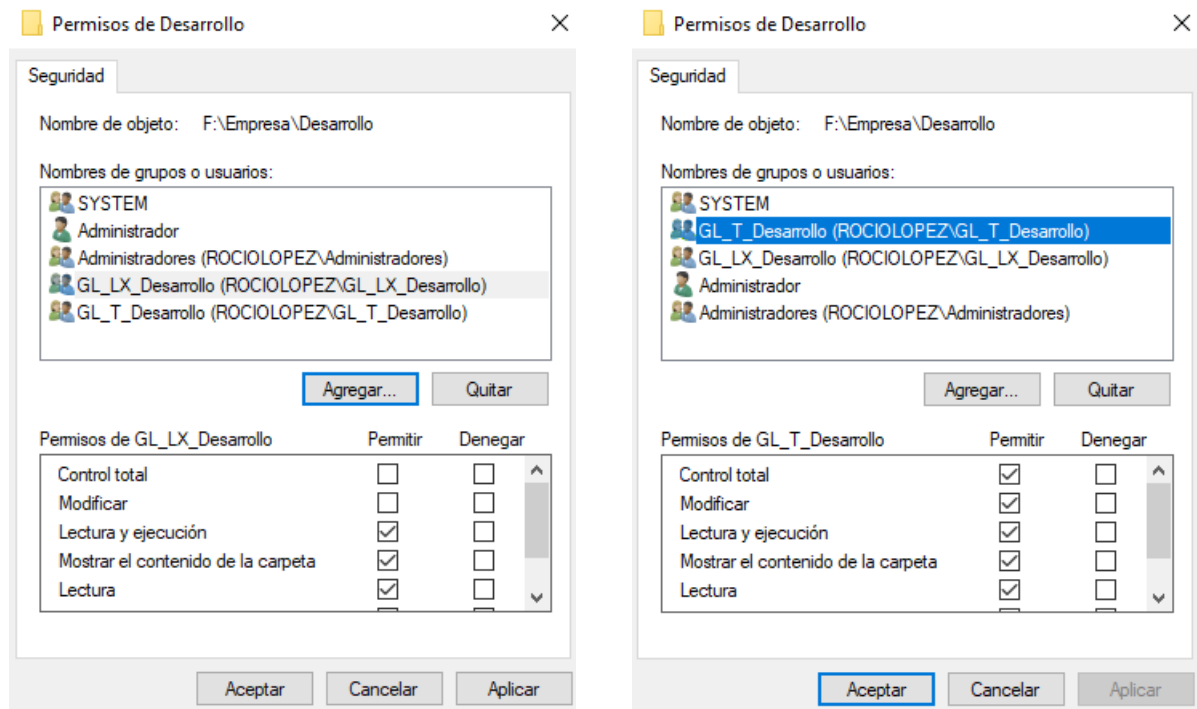 Permisos de Desarrollo
Seguridad
Nombre de objeto: F:\Empresa\Desarrollo
Nombres de grupos o usuarios:
SYSTEM
Administrador
Administradores (ROCIOLOPEZ\Administradores)
GL_LX_Desarrollo (ROCIOLOPEZ\GL_LX_Desarrollo)
GL_T_Desarrollo (ROCIOLOPEZ\GL_T_Desarrollo)
Agregar... Quitar
Permisos de GL_LX_Desarrollo Permitir Denegar
Control total
Modificar
Lectura y ejecución
Mostrar el contenido de la carpeta
Lectura
Aceptar Cancelar Aplicar
Permisos de Desarrollo
Seguridad
Nombre de objeto: F:\Empresa\Desarrollo
Nombres de grupos o usuarios:
SYSTEM
GL_T_Desarrollo (ROCIOLOPEZ\GL_T_Desarrollo)
GL_LX_Desarrollo (ROCIOLOPEZ\GL_LX_Desarrollo)
Administrador
Administradores (ROCIOLOPEZ\Administradores)
Agregar... Quitar
Permisos de GL_T_Desarrollo Permitir Denegar
Control total
Modificar
Lectura y ejecución
Mostrar el contenido de la carpeta
Lectura
Aceptar Cancelar Aplicar